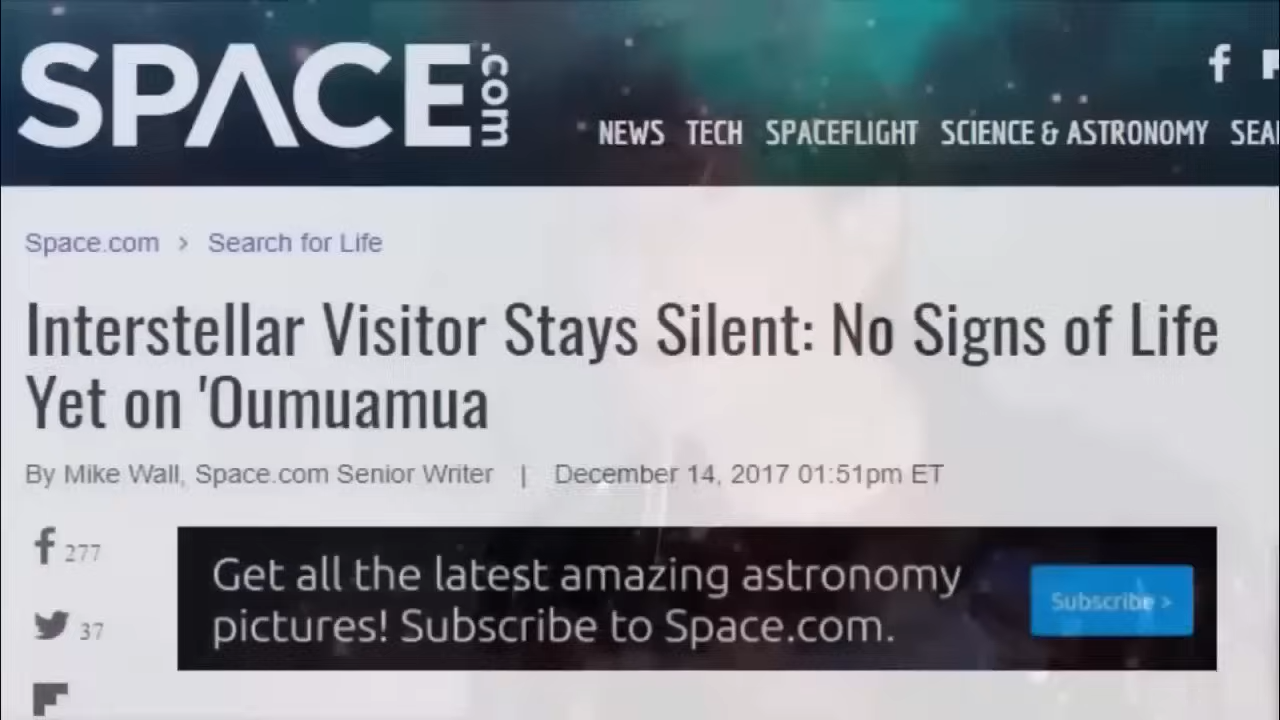 SPACE.com
NEWS TECH SPACEFLIGHT SCIENCE & ASTRONOMY SEA
Space.com > Search for Life
Interstellar Visitor Stays Silent: No Signs of Life
Yet on 'Oumuamua
By Mike Wall, Space.com Senior Writer | December 14, 2017 01:51pm ET
277
Get all the latest amazing astronomy
pictures! Subscribe to Space.com.
Subscribe >
37